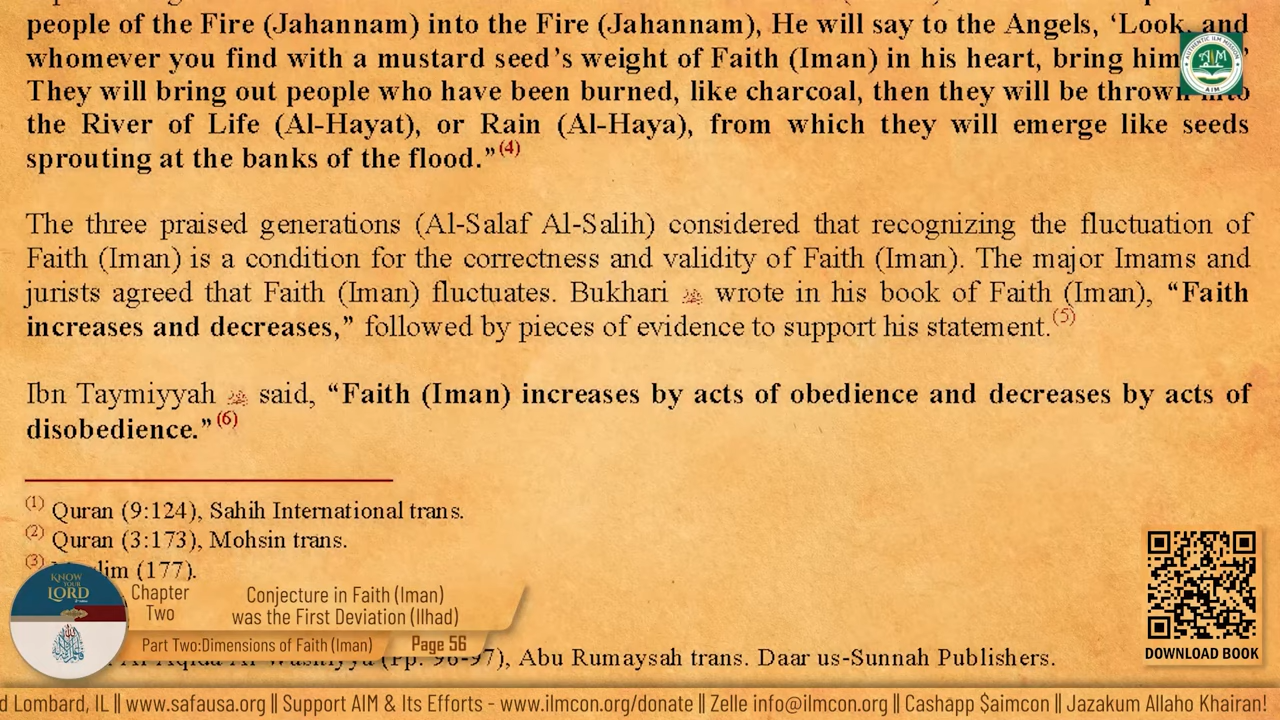 people of the Fire (Jahannam) into the Fire (Jahannam), He will say to the Angels, ‘Look, and
whomever you find with a mustard seed’s weight of Faith (Iman) in his heart, bring him
They will bring out people who have been burned, like charcoal, then they will be thrown into
the River of Life (Al-Hayat), or Rain (Al-Haya), from which they will emerge like seeds
sprouting at the banks of the flood.”(4)
The three praised generations (Al-Salaf Al-Salih) considered that recognizing the fluctuation of
Faith (Iman) is a condition for the correctness and validity of Faith (Iman). The major Imams and
jurists agreed that Faith (Iman) fluctuates. Bukhari wrote in his book of Faith (Iman), “Faith
increases and decreases,” followed by pieces of evidence to support his statement.(5)
Ibn Taymiyyah said, “Faith (Iman) increases by acts of obedience and decreases by acts of
disobedience.”(6)
(1) Quran (9:124), Sahih International trans.
(2) Quran (3:173), Mohsin trans.
(3) Muslim (177).
KNOW
YOUR
LORD
Chapter
Two
Conjecture in Faith (Iman)
was the First Deviation (Ilhad)
Part Two:Dimensions of Faith (Iman)
Page 56
(Pp. 96-97), Abu Rumaysah trans. Daar us-Sunnah Publishers.
AIM
DOWNLOAD BOOK
d Lombard, IL || www.safausa.org || Support AIM & Its Efforts - www.ilmcon.org/donate || Zelle info@ilmcon.org || Cashapp $aimcon || Jazakum Allaho Khairan!